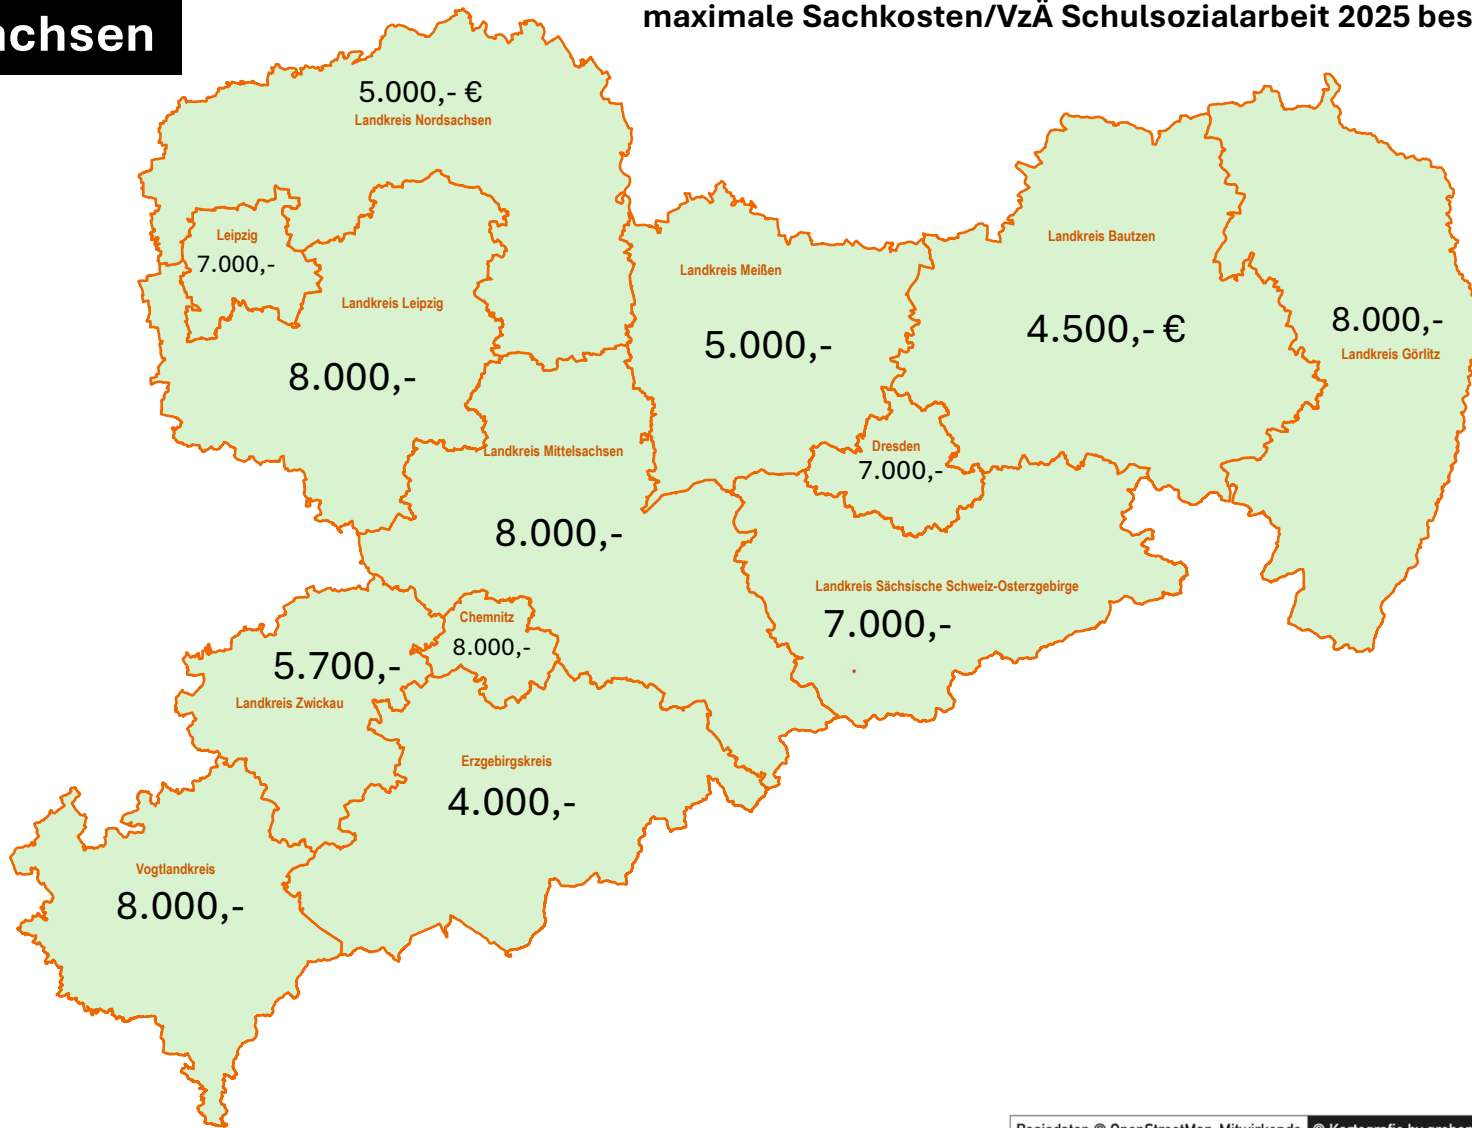 achsen
maximale Sachkosten/VzÄ Schulsozialarbeit 2025 bes
5.000,- €
Landkreis Nordsachsen
Leipzig
7.000,-
Landkreis Leipzig
8.000,-
Landkreis Meißen
5.000,-
Landkreis Bautzen
4.500,- €
8.000,-
Landkreis Görlitz
Dresden
7.000,-
Landkreis Mittelsachsen
8.000,-
Landkreis Sächsische Schweiz-Osterzgebirge
7.000,-
Chemnitz
8.000,-
5.700,-
Landkreis Zwickau
Erzgebirgskreis
4.000,-
Vogtlandkreis
8.000,-